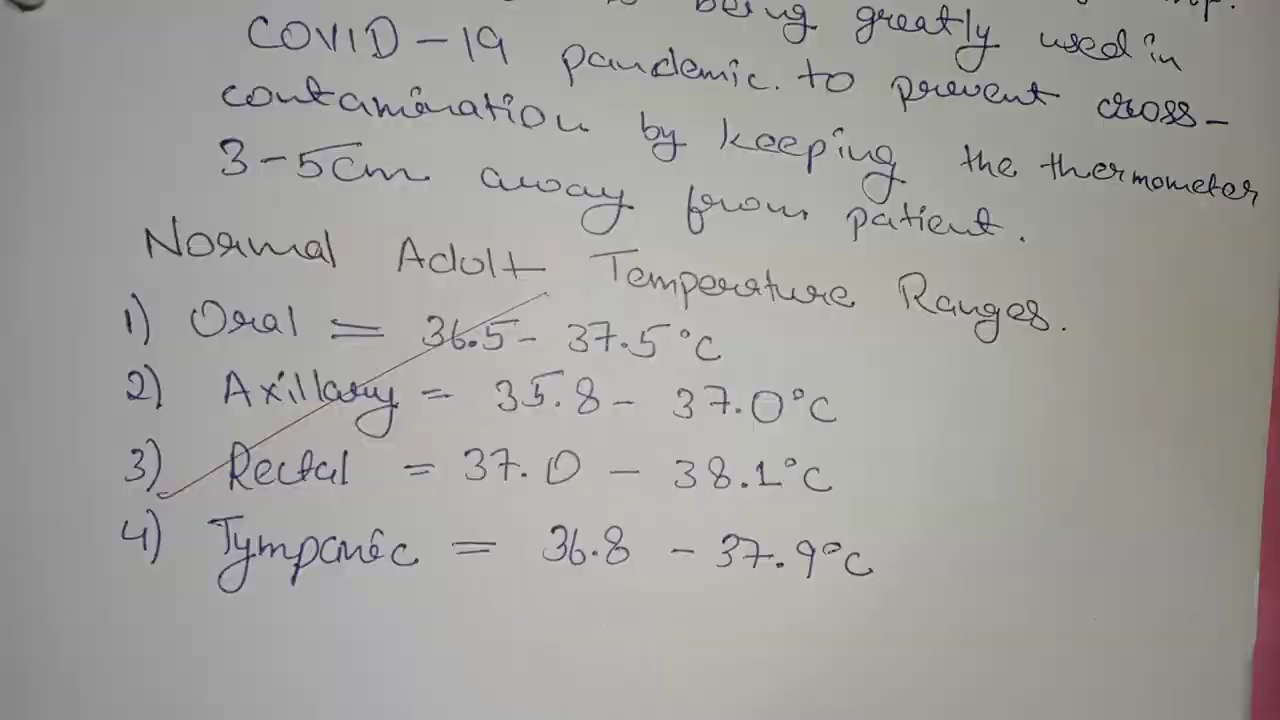 being greatly used in
COVID-19 pandemic. to prevent cross-
contamination by keeping the thermometer
3-5cm away from patient.
Normal Adult Temperature Ranges.
1) Oral = 36.5- 37.5°C
2) Axillary = 35.8- 37.0°C
3) Rectal = 37.0 - 38.1°C
4) Tympanic = 36.8 - 37.9°C